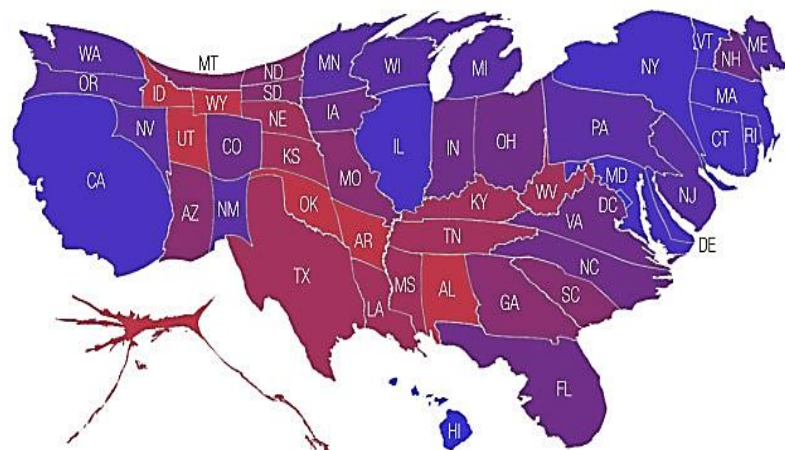 WA
MT
ND
MN
WI
MI
NY
VT
NH
ME
OR
ID
WY
SD
IA
MA
NV
UT
CO
NE
IL
IN
OH
PA
CT
RI
CA
KS
MO
MD
NJ
AZ
NM
OK
KY
WV
DC
VA
DE
AR
TN
NC
TX
MS
AL
GA
SC
LA
FL
HI